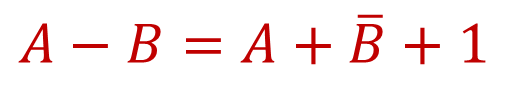 A − B = A + B̅ + 1